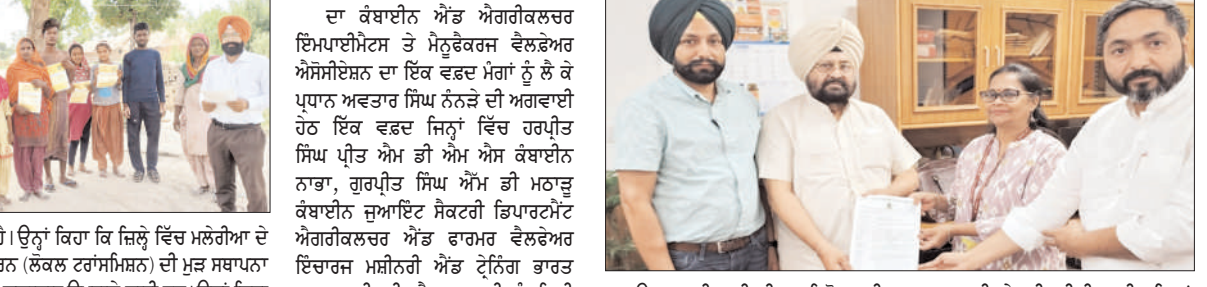 ਦਾ ਕੰਬਾਈਨ ਐਂਡ ਐਗਰੀਕਲਚਰ
ਇੰਮਪਾਈਮੈਟਸ ਤੇ ਮੈਨੂਫੈਕਰਜ ਵੈਲਫ਼ੇਅਰ
ਐਸੋਸੀਏਸ਼ਨ ਦਾ ਇੱਕ ਵਫ਼ਦ ਮੰਗਾਂ ਨੂੰ ਲੈ ਕੇ
ਪ੍ਰਧਾਨ ਅਵਤਾਰ ਸਿੰਘ ਨੰਨੜੇ ਦੀ ਅਗਵਾਈ
ਹੇਠ ਇੱਕ ਵਫ਼ਦ ਜਿਨ੍ਹਾਂ ਵਿੱਚ ਹਰਪ੍ਰੀਤ
ਸਿੰਘ ਪ੍ਰੀਤ ਐਮ ਡੀ ਐਮ ਐਸ ਕੰਬਾਈਨ
ਨਾਭਾ, ਗੁਰਪ੍ਰੀਤ ਸਿੰਘ ਐੱਮ ਡੀ ਮਠਾੜੂ
ਕੰਬਾਈਨ ਜੁਆਇੰਟ ਸੈਕਟਰੀ ਡਿਪਾਰਟਮੈਂਟ
ਐਗਰੀਕਲਚਰ ਐਂਡ ਫਾਰਮਰ ਵੈਲਫੇਅਰ
ਇੰਚਾਰਜ ਮਸ਼ੀਨਰੀ ਐਂਡ ਟ੍ਰੇਨਿੰਗ ਭਾਰਤ
ਹੈ। ਉਨ੍ਹਾਂ ਕਿਹਾ ਕਿ ਜ਼ਿਲ੍ਹੇ ਵਿੱਚ ਮਲੇਰੀਆ ਦੇ
ਰਨ (ਲੋਕਲ ਟਰਾਂਸਮਿਸ਼ਨ) ਦੀ ਮੁੜ ਸਥਾਪਨਾ